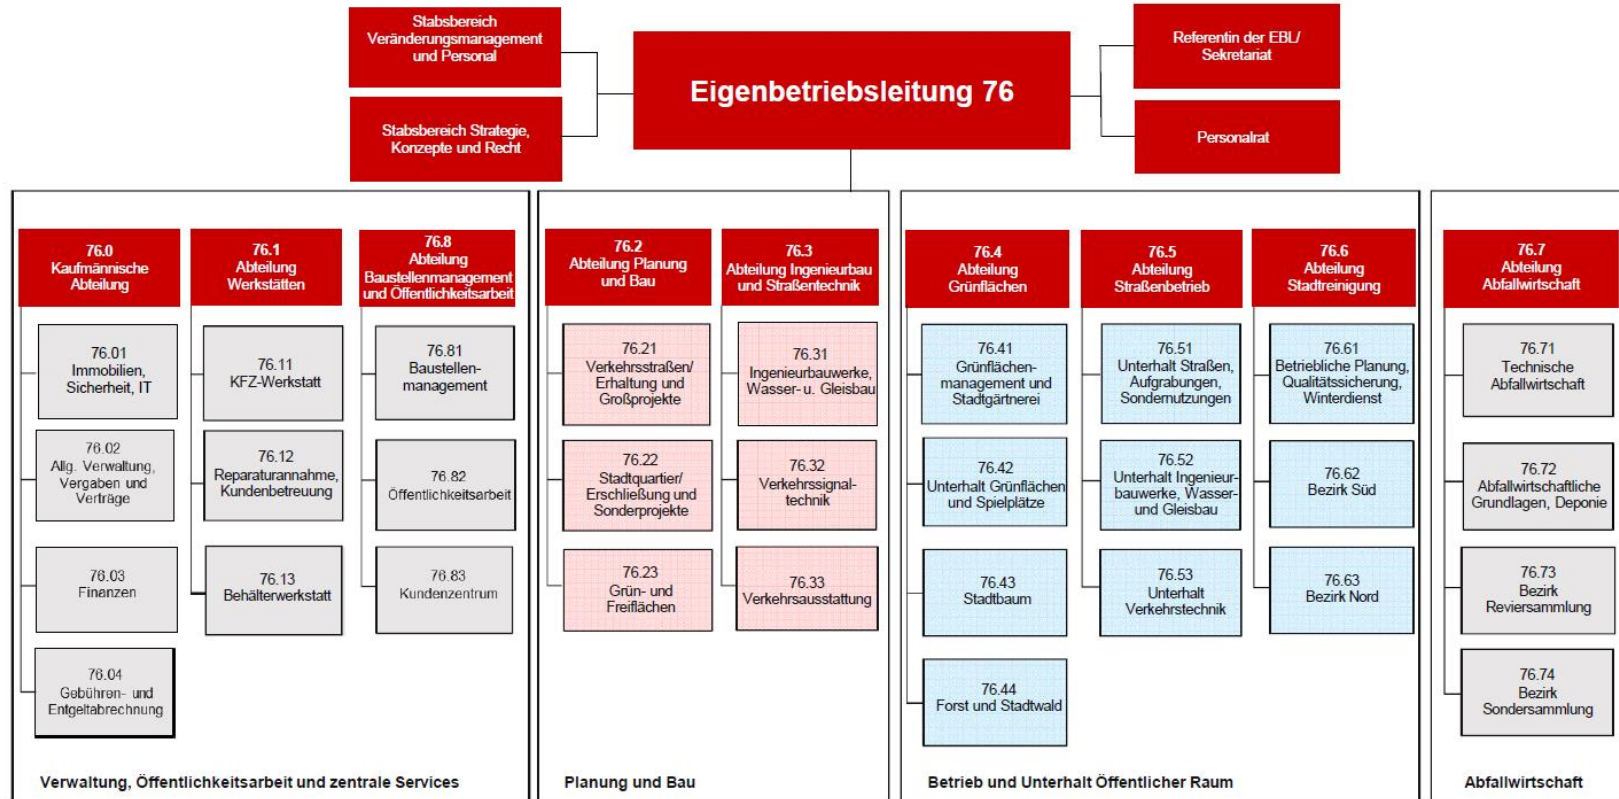 Stabsbereich
Veränderungsmanagement
und Personal
Stabsbereich Strategie,
Konzepte und Recht
Eigenbetriebsleitung 76
Referentin der EBL/
Sekretariat
Personalrat
76.0
Kaufmännische
Abteilung
76.01
Immobilien,
Sicherheit, IT
76.02
Allg. Verwaltung,
Vergaben und
Verträge
76.03
Finanzen
76.04
Gebühren- und
Entgeltabrechnung
76.1
Abteilung
Werkstätten
76.11
KFZ-Werkstatt
76.12
Reparaturannahme,
Kundenbetreuung
76.13
Behälterwerkstatt
76.8
Abteilung
Baustellenmanagement
und Öffentlichkeitsarbeit
76.81
Baustellen-
management
76.82
Öffentlichkeitsarbeit
76.83
Kundenzentrum
Verwaltung, Öffentlichkeitsarbeit und zentrale Services
76.2
Abteilung Planung
und Bau
76.21
Verkehrsstraßen/
Erhaltung und
Großprojekte
76.22
Stadtquartier/
Erschließung und
Sonderprojekte
76.23
Grün- und
Freiflächen
76.3
Abteilung Ingenieurbau
und Straßentechnik
76.31
Ingenieurbauwerke,
Wasser- u. Gleisbau
76.32
Verkehrssignal-
technik
76.33
Verkehrsausstattung
Planung und Bau
76.4
Abteilung
Grünflächen
76.41
Grünflächen-
management und
Stadtgärtnerei
76.42
Unterhalt Grünflächen
und Spielplätze
76.43
Stadtbaum
76.44
Forst und Stadtwald
76.5
Abteilung
Straßenbetrieb
76.51
Unterhalt Straßen,
Aufgrabungen,
Sondernutzungen
76.52
Unterhalt Ingenieur-
bauwerke, Wasser-
und Gleisbau
76.53
Unterhalt
Verkehrstechnik
76.6
Abteilung
Stadtreinigung
76.61
Betriebliche Planung,
Qualitätssicherung,
Winterdienst
76.62
Bezirk Süd
76.63
Bezirk Nord
Betrieb und Unterhalt Öffentlicher Raum
76.7
Abteilung
Abfallwirtschaft
76.71
Technische
Abfallwirtschaft
76.72
Abfallwirtschaftliche
Grundlagen, Deponie
76.73
Bezirk
Reviersammlung
76.74
Bezirk
Sondersammlung
Abfallwirtschaft